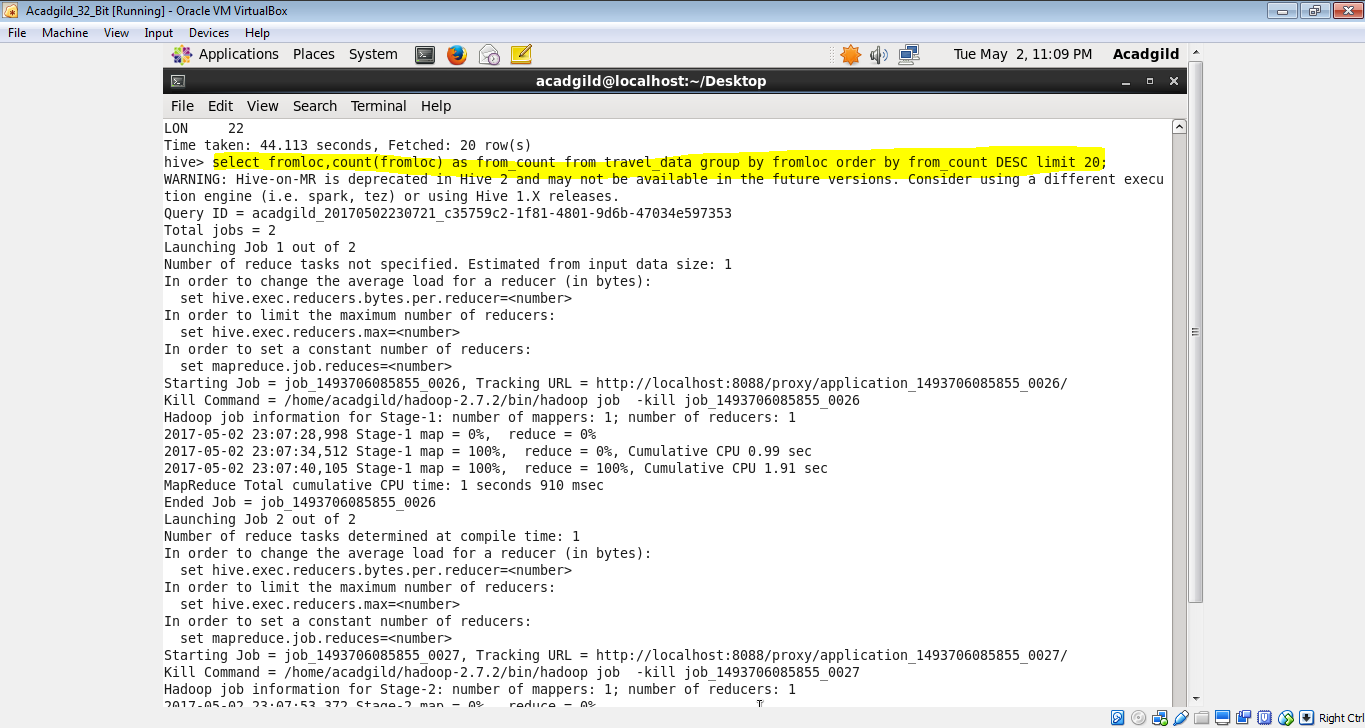 Acadgild_32_Bit [Running] - Oracle VM VirtualBox
File Machine View Input Devices Help
Applications Places System Tue May 2, 11:09 PM Acadgild
acadgild@localhost:~/Desktop
File Edit View Search Terminal Help
LON     22
Time taken: 44.113 seconds, Fetched: 20 row(s)
hive> select fromloc,count(fromloc) as from_count from travel_data group by fromloc order by from_count DESC limit 20;
WARNING: Hive-on-MR is deprecated in Hive 2 and may not be available in the future versions. Consider using a different execu
tion engine (i.e. spark, tez) or using Hive 1.X releases.
Query ID = acadgild_20170502230721_c35759c2-1f81-4801-9d6b-47034e597353
Total jobs = 2
Launching Job 1 out of 2
Number of reduce tasks not specified. Estimated from input data size: 1
In order to change the average load for a reducer (in bytes):
  set hive.exec.reducers.bytes.per.reducer=<number>
In order to limit the maximum number of reducers:
  set hive.exec.reducers.max=<number>
In order to set a constant number of reducers:
  set mapreduce.job.reduces=<number>
Starting Job = job_1493706085855_0026, Tracking URL = http://localhost:8088/proxy/application_1493706085855_0026/
Kill Command = /home/acadgild/hadoop-2.7.2/bin/hadoop job  -kill job_1493706085855_0026
Hadoop job information for Stage-1: number of mappers: 1; number of reducers: 1
2017-05-02 23:07:28,998 Stage-1 map = 0%,  reduce = 0%
2017-05-02 23:07:34,512 Stage-1 map = 100%,  reduce = 0%, Cumulative CPU 0.99 sec
2017-05-02 23:07:40,105 Stage-1 map = 100%,  reduce = 100%, Cumulative CPU 1.91 sec
MapReduce Total cumulative CPU time: 1 seconds 910 msec
Ended Job = job_1493706085855_0026
Launching Job 2 out of 2
Number of reduce tasks determined at compile time: 1
In order to change the average load for a reducer (in bytes):
  set hive.exec.reducers.bytes.per.reducer=<number>
In order to limit the maximum number of reducers:
  set hive.exec.reducers.max=<number>
In order to set a constant number of reducers:
  set mapreduce.job.reduces=<number>
Starting Job = job_1493706085855_0027, Tracking URL = http://localhost:8088/proxy/application_1493706085855_0027/
Kill Command = /home/acadgild/hadoop-2.7.2/bin/hadoop job  -kill job_1493706085855_0027
Hadoop job information for Stage-2: number of mappers: 1; number of reducers: 1
2017-05-02 23:07:53,372 Stage-2 map = 0%,  reduce = 0%
Right Ctrl